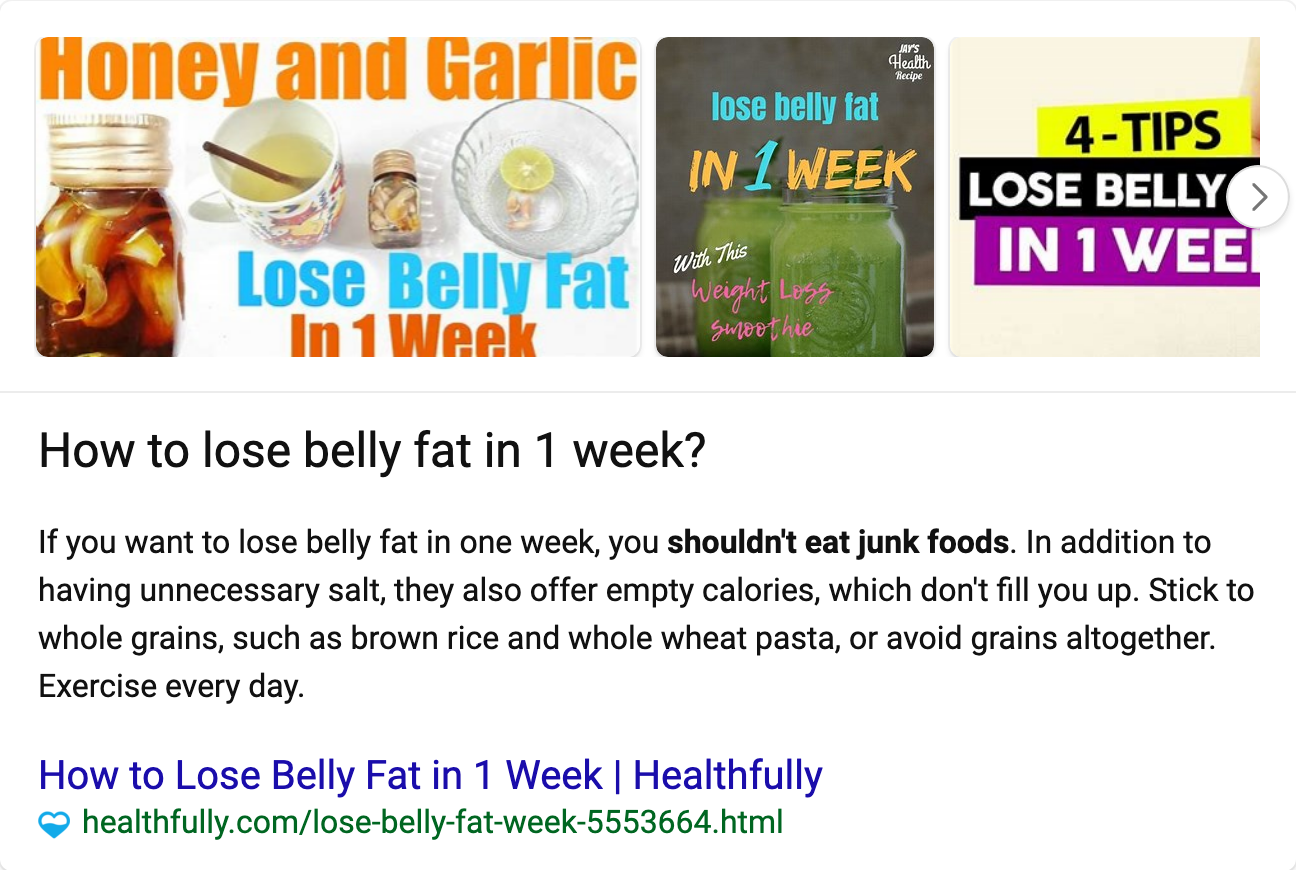 Honey and Garlic
Lose Belly Fat
In 1 Week
JAY'S
Health
Recipe
lose belly fat
IN 1 WEEK
With This
Weight Loss
smoothie
4-TIPS
LOSE BELLY
IN 1 WEE
How to lose belly fat in 1 week?
If you want to lose belly fat in one week, you shouldn't eat junk foods. In addition to
having unnecessary salt, they also offer empty calories, which don't fill you up. Stick to
whole grains, such as brown rice and whole wheat pasta, or avoid grains altogether.
Exercise every day.
How to Lose Belly Fat in 1 Week | Healthfully
healthfully.com/lose-belly-fat-week-5553664.html